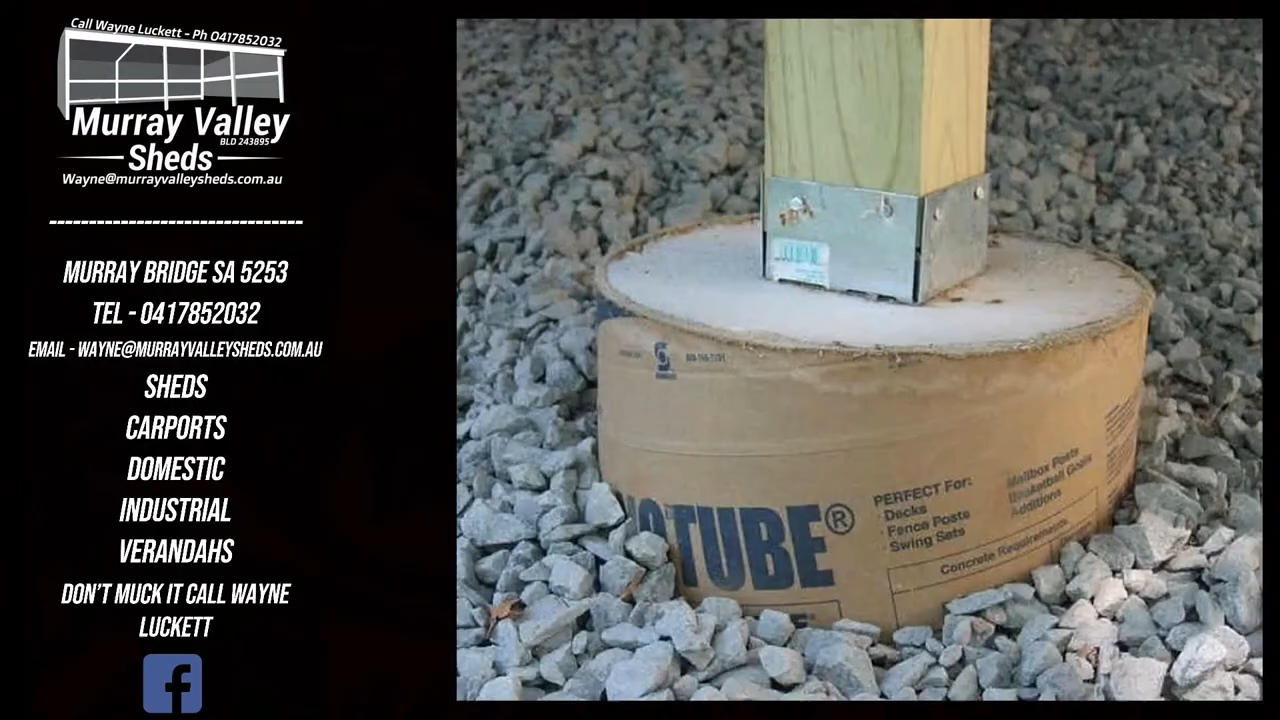 Call Wayne Luckett - Ph 0417852032
Murray Valley
BLD 243895
Sheds
Wayne@murrayvalleysheds.com.au
--------------------------------
MURRAY BRIDGE SA 5253
TEL - 0417852032
EMAIL - WAYNE@MURRAYVALLEYSHEDS.COM.AU
SHEDS
CARPORTS
DOMESTIC
INDUSTRIAL
VERANDAHS
DON'T MUCK IT CALL WAYNE
LUCKETT
OTUBE®
PERFECT For:
· Decks
· Fence Posts
· Swing Sets
Mailbox Posts
Basketball Goals
Additions
Concrete Requirements